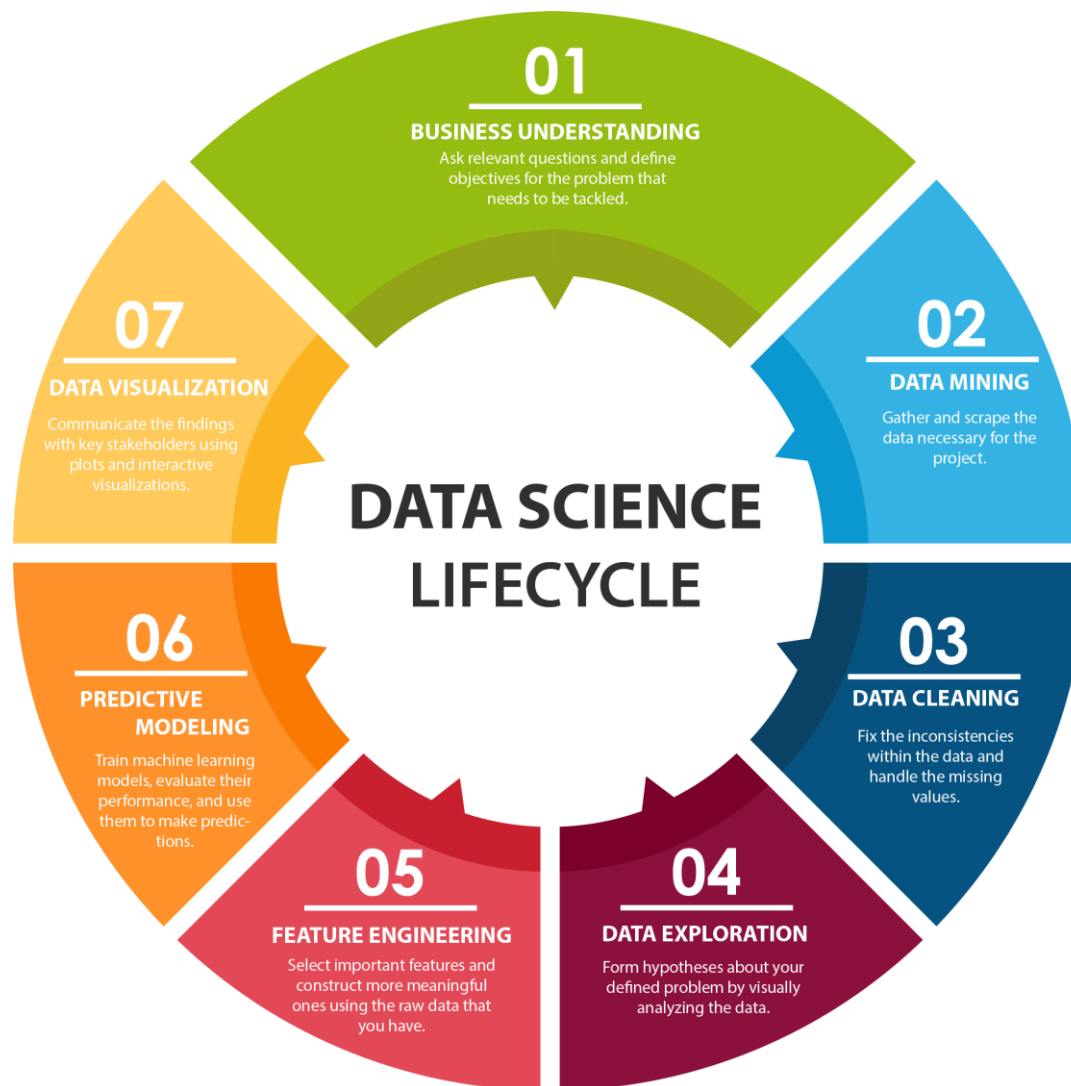 01
BUSINESS UNDERSTANDING
Ask relevant questions and define
objectives for the problem that
needs to be tackled.
02
DATA MINING
Gather and scrape the
data necessary for the
project.
03
DATA CLEANING
Fix the inconsistencies
within the data and
handle the missing
values.
04
DATA EXPLORATION
Form hypotheses about your
defined problem by visually
analyzing the data.
05
FEATURE ENGINEERING
Select important features and
construct more meaningful
ones using the raw data that
you have.
06
PREDICTIVE
MODELING
Train machine learning
models, evaluate their
performance, and use
them to make predic-
tions.
07
DATA VISUALIZATION
Communicate the findings
with key stakeholders using
plots and interactive
visualizations.
DATA SCIENCE
LIFECYCLE